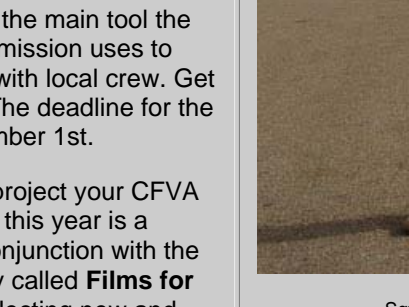 the main tool the
mission uses to
with local crew. Get
The deadline for the
mber 1st.
project your CFVA
this year is a
onjunction with the
y called Films for